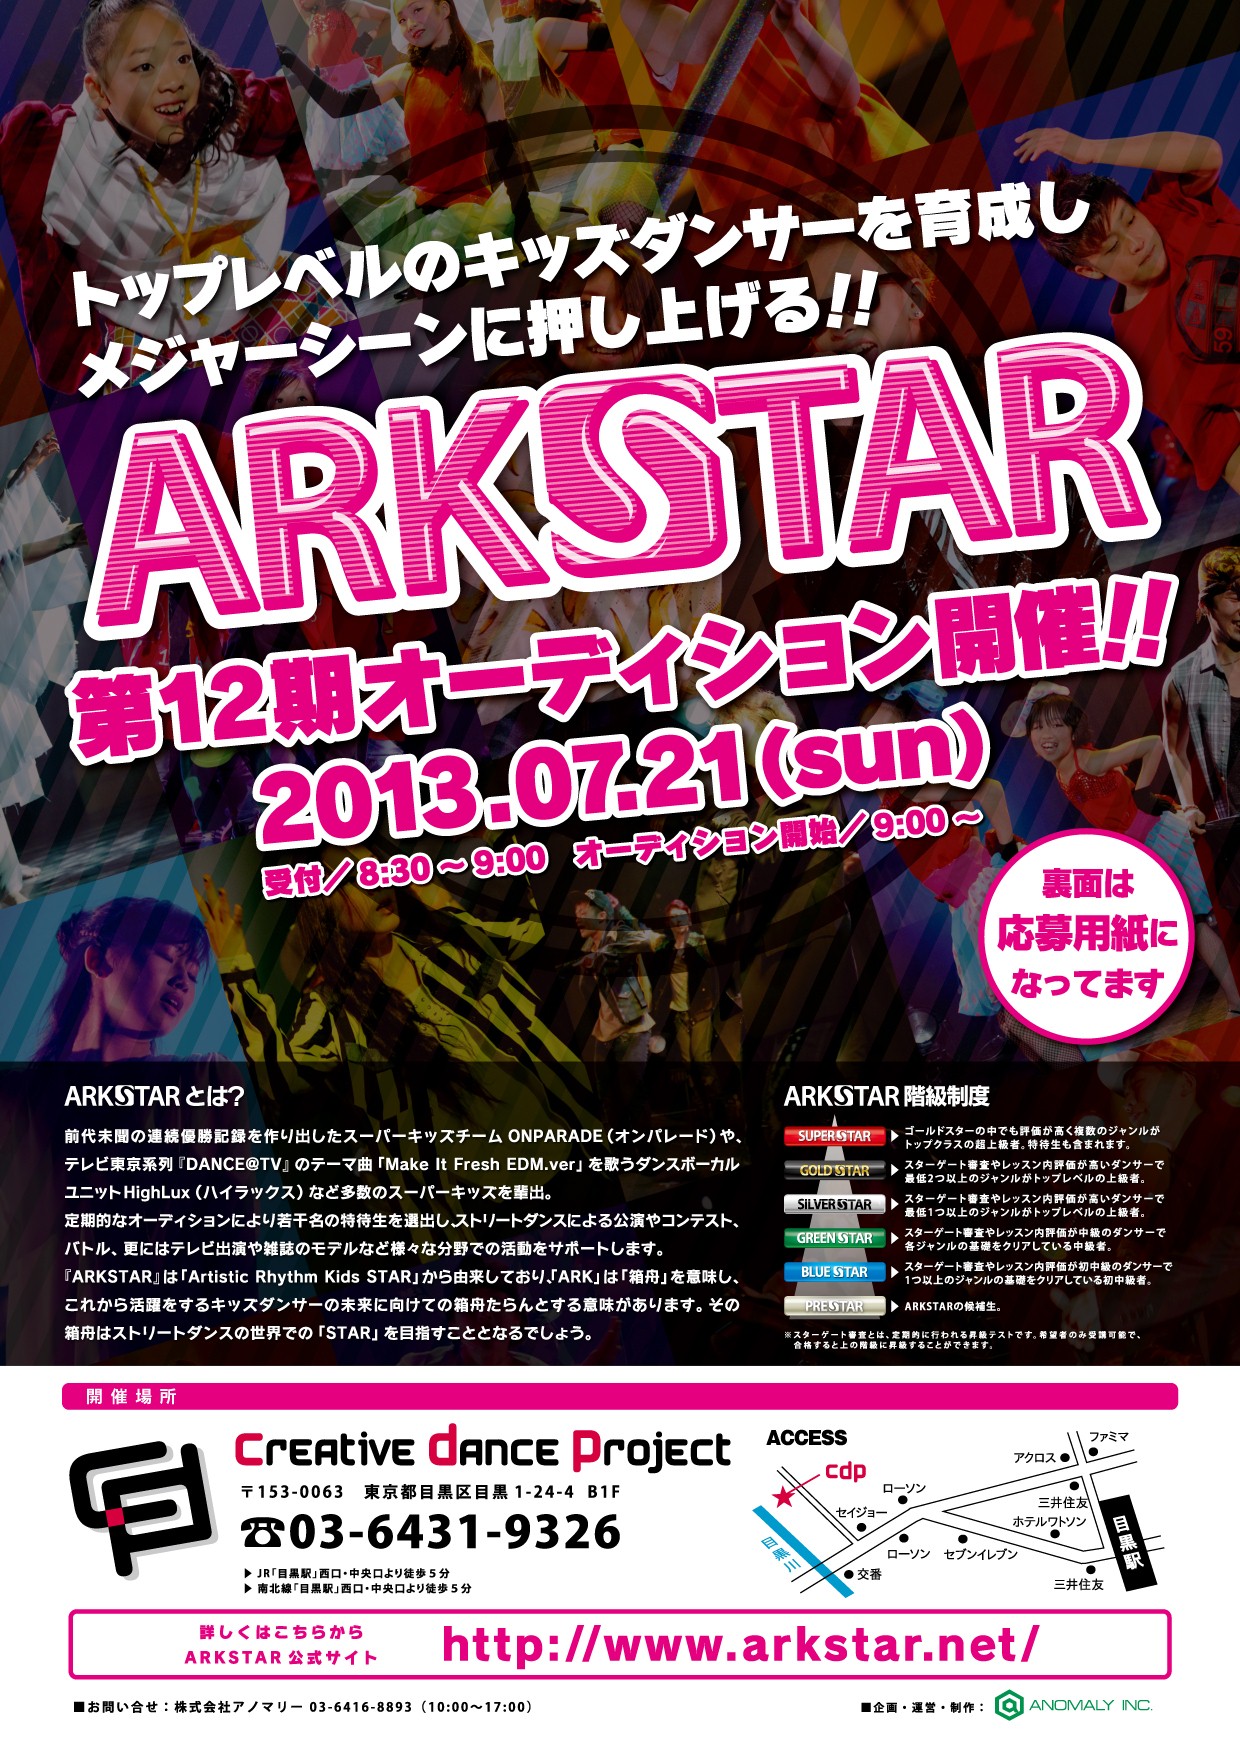 トップレベルのキッズダンサーを育成し
メジャーシーンに押し上げる!!
ARKSTAR
第12期オーディション開催!!
2013.07.21(sun)
受付／8:30～9:00　オーディション開始／9:00～
裏面は
応募用紙に
なってます
ARKSTARとは?
前代未聞の連続優勝記録を作り出したスーパーキッズチーム ONPARADE（オンパレード）や、
テレビ東京系列『DANCE@TV』のテーマ曲「Make It Fresh EDM.ver」を歌うダンスボーカル
ユニットHighLux（ハイラックス）など多数のスーパーキッズを輩出。
定期的なオーディションにより若干名の特待生を選出し、ストリートダンスによる公演やコンテスト、
バトル、更にはテレビ出演や雑誌のモデルなど様々な分野での活動をサポートします。
『ARKSTAR』は「Artistic Rhythm Kids STAR」から由来しており、「ARK」は「箱舟」を意味し、
これから活躍をするキッズダンサーの未来に向けての箱舟たらんとする意味があります。その
箱舟はストリートダンスの世界での「STAR」を目指すこととなるでしょう。
ARKSTAR 階級制度
SUPER STAR ▶ ゴールドスターの中でも評価が高く複数のジャンルが
トップクラスの超上級者。特待生も含まれます。
GOLD STAR ▶ スターゲート審査やレッスン内評価が高いダンサーで
最低2つ以上のジャンルがトップレベルの上級者。
SILVER STAR ▶ スターゲート審査やレッスン内評価が高いダンサーで
最低1つ以上のジャンルがトップレベルの上級者。
GREEN STAR ▶ スターゲート審査やレッスン内評価が中級のダンサーで
各ジャンルの基礎をクリアしている中級者。
BLUE STAR ▶ スターゲート審査やレッスン内評価が初中級のダンサーで
1つ以上のジャンルの基礎をクリアしている初中級者。
PRE STAR ▶ ARKSTARの候補生。
※スターゲート審査とは、定期的に行われる昇級テストです。希望者のみ受講可能で、
合格すると上の階級に昇級することができます。
開催場所
creative dance project
〒153-0063　東京都目黒区目黒1-24-4 B1F
☎03-6431-9326
▶ JR「目黒駅」西口・中央口より徒歩5分
▶ 南北線「目黒駅」西口・中央口より徒歩5分
ACCESS
cdp
ファミマ
アクロス
ローソン
三井住友
セイジョー
ホテルワトソン
目黒駅
目黒川
ローソン
セブンイレブン
交番
三井住友
詳しくはこちらから
ARKSTAR 公式サイト
http://www.arkstar.net/
■お問い合せ：株式会社アノマリー 03-6416-8893（10:00～17:00）
■企画・運営・制作：
ANOMALY INC.